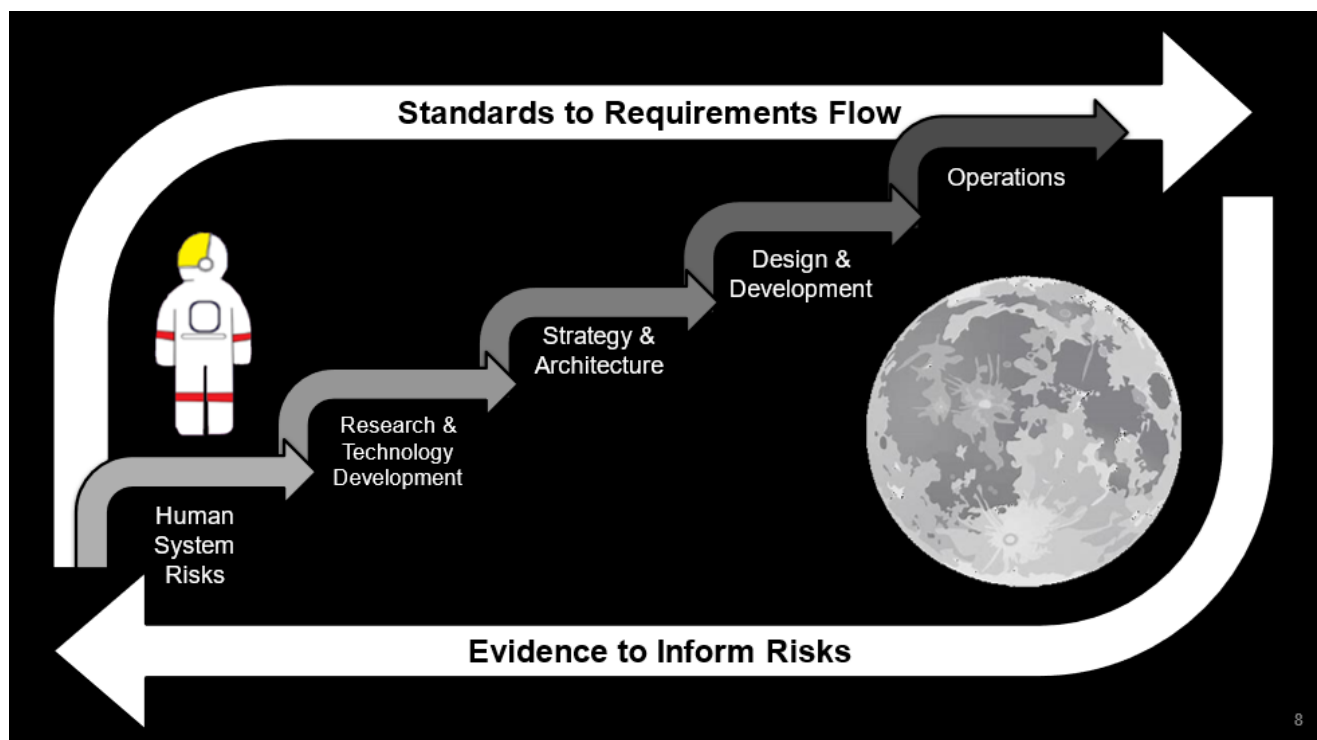 Standards to Requirements Flow
Operations
Design &
Development
Strategy &
Architecture
Research &
Technology
Development
Human
System
Risks
Evidence to Inform Risks
8